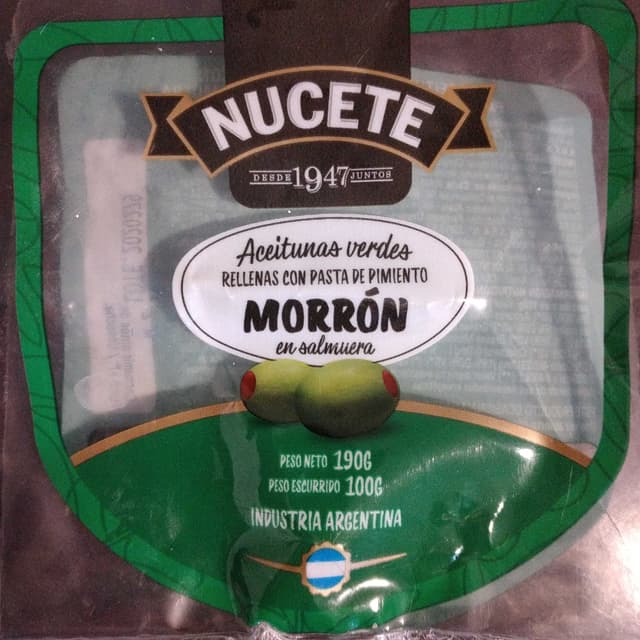 NUCETE
DESDE 1947 JUNTOS
Aceitunas verdes
RELLENAS CON PASTA DE PIMIENTO
MORRÓN
en salmuera
PESO NETO 190G
PESO ESCURRIDO 100G
INDUSTRIA ARGENTINA